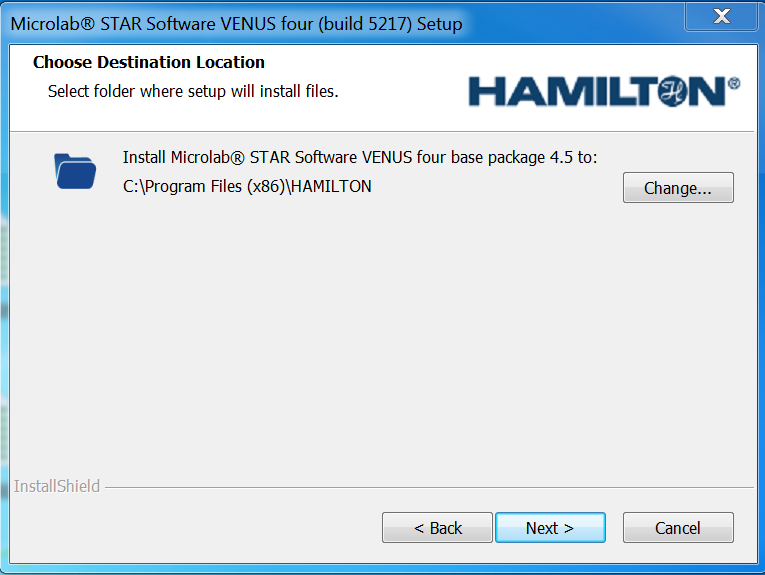 Microlab® STAR Software VENUS four (build 5217) Setup
Choose Destination Location
Select folder where setup will install files.
HAMILTON®
Install Microlab® STAR Software VENUS four base package 4.5 to:
C:\Program Files (x86)\HAMILTON
Change...
InstallShield
< Back
Next >
Cancel